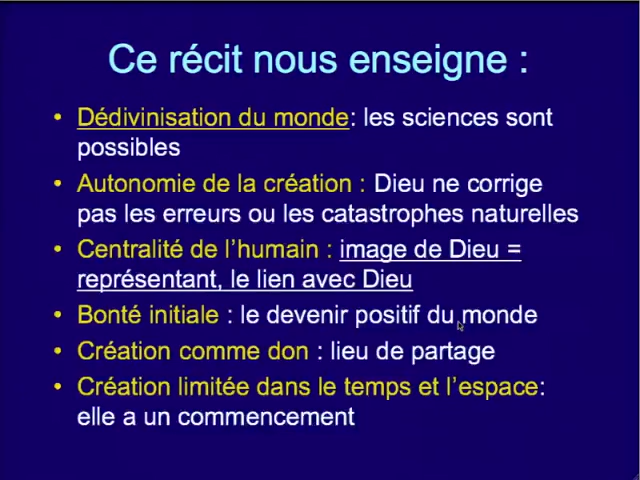 Ce récit nous enseigne :
• Dédivinisation du monde: les sciences sont
possibles
• Autonomie de la création : Dieu ne corrige
pas les erreurs ou les catastrophes naturelles
• Centralité de l'humain : image de Dieu =
représentant, le lien avec Dieu
• Bonté initiale : le devenir positif du monde
• Création comme don : lieu de partage
• Création limitée dans le temps et l'espace:
elle a un commencement